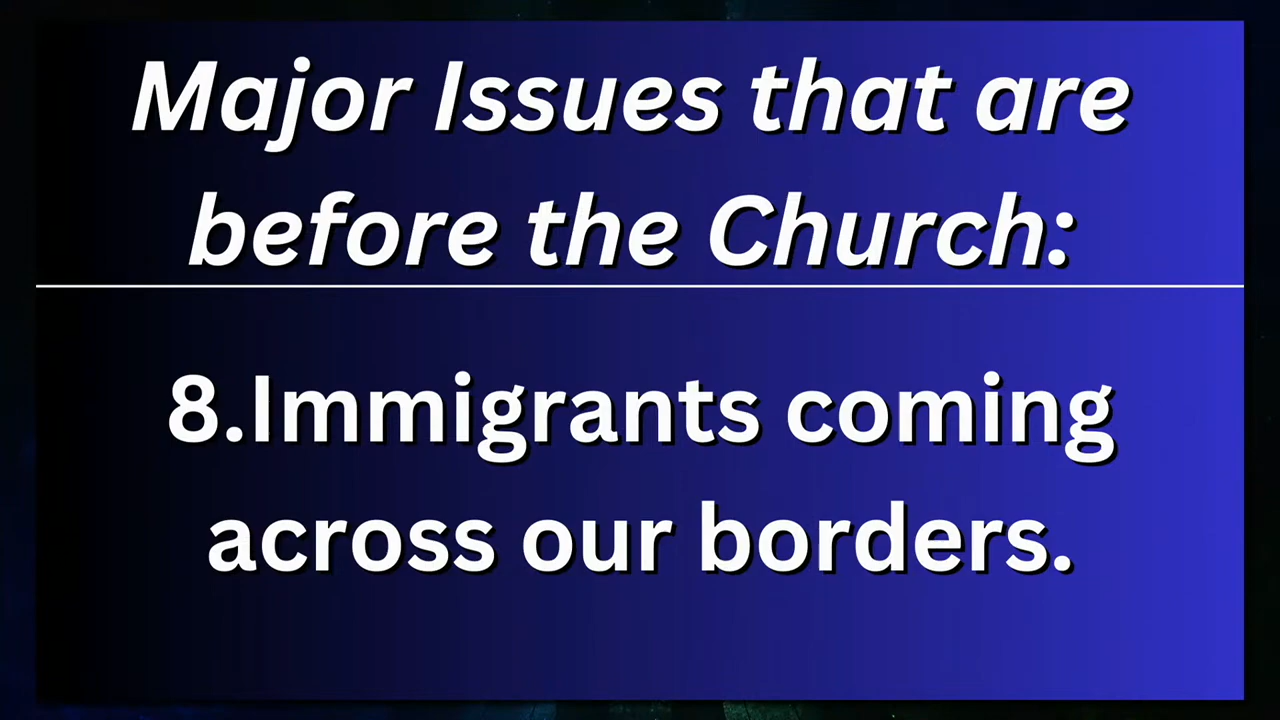 Major Issues that are
before the Church:
8.Immigrants coming
across our borders.